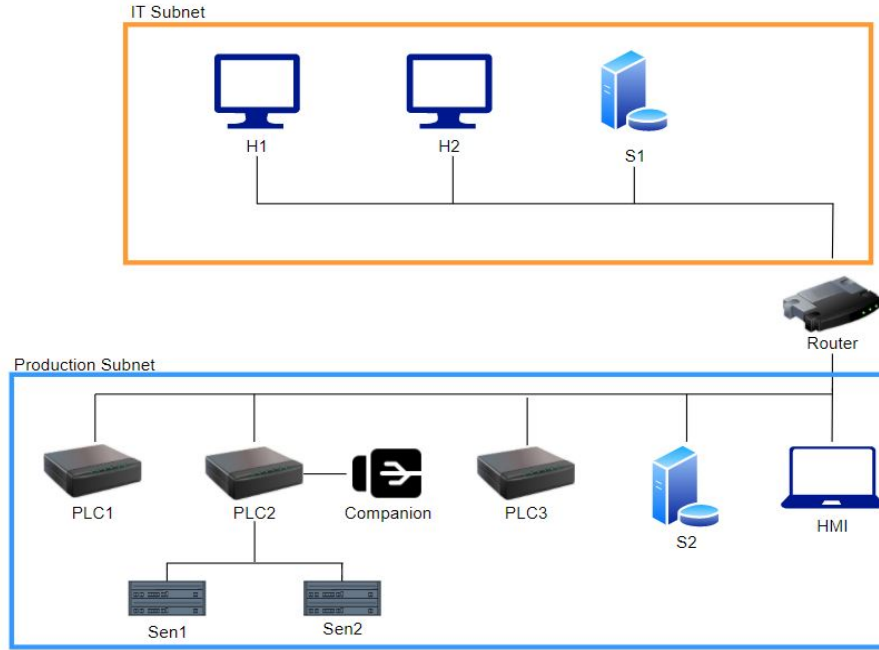 IT Subnet
H1
H2
S1
Router
Production Subnet
PLC1
PLC2
Companion
PLC3
S2
HMI
Sen1
Sen2